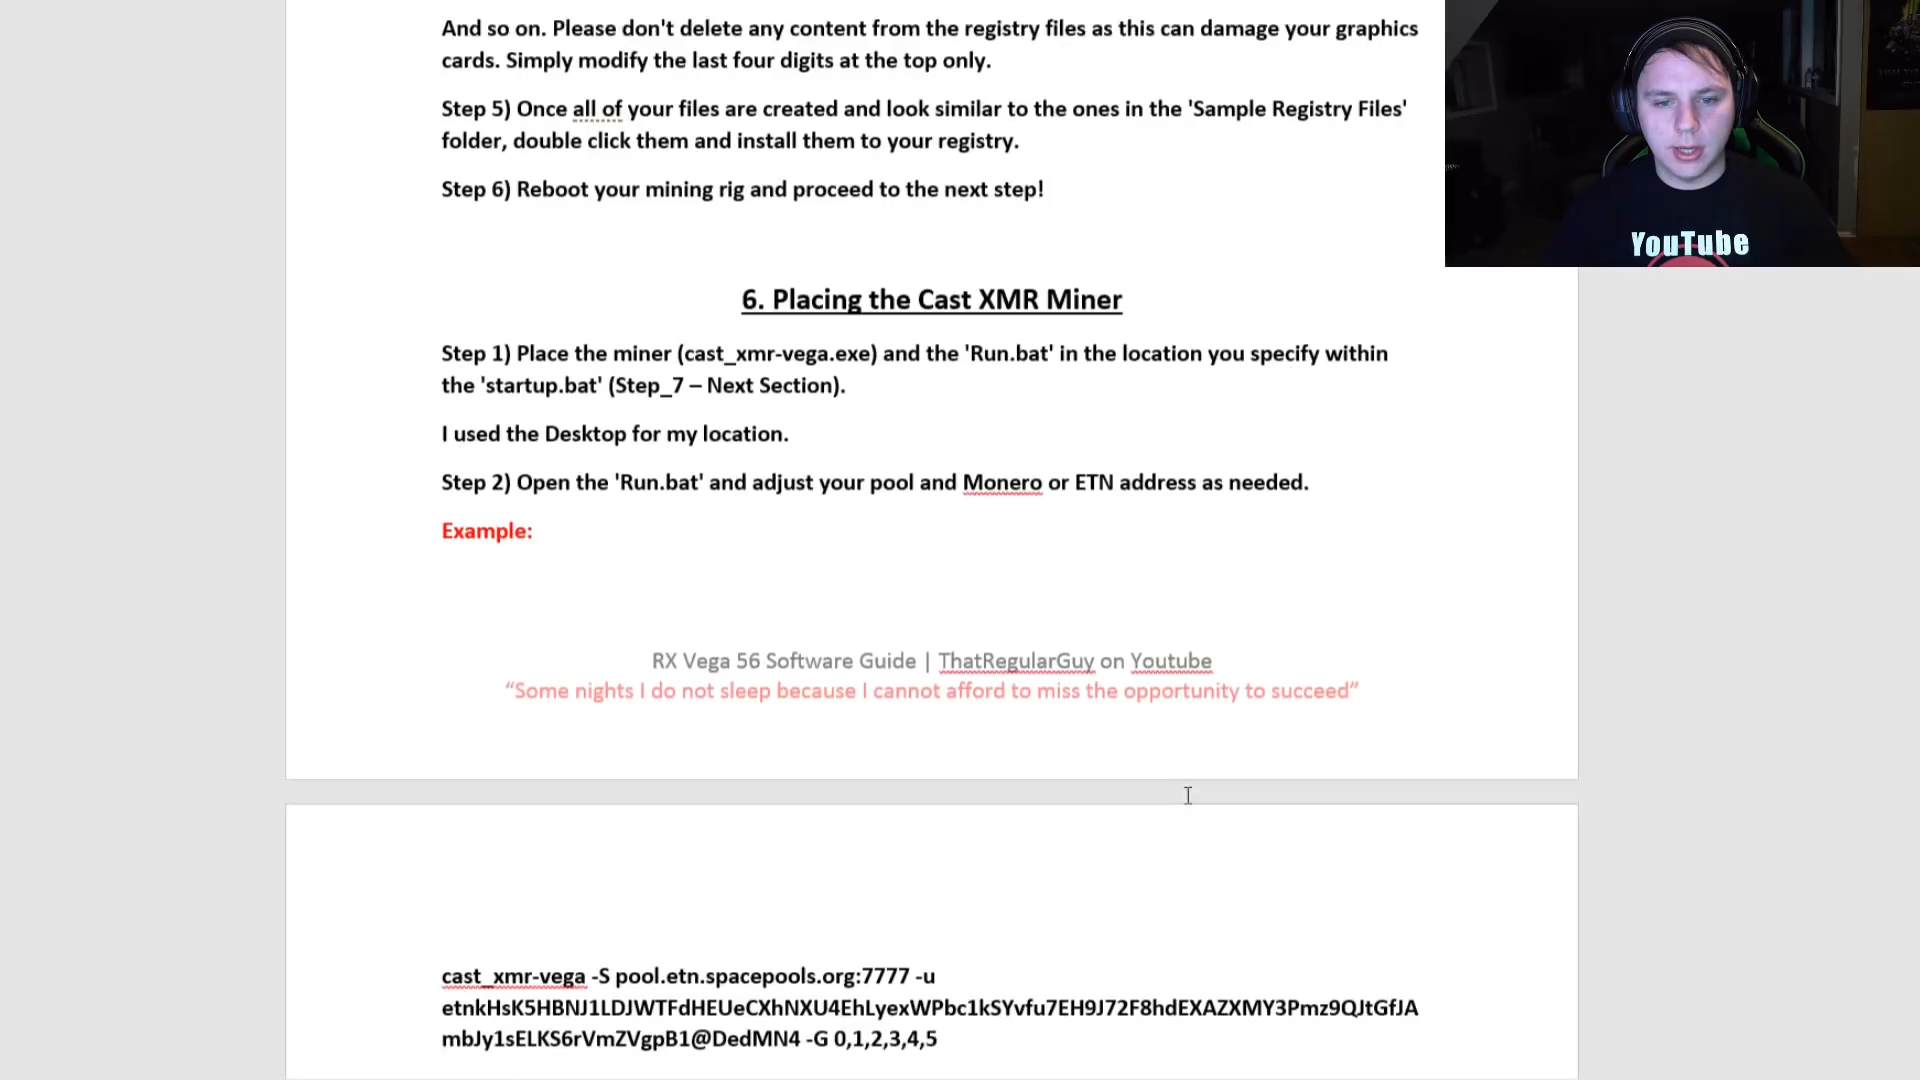 And so on. Please don't delete any content from the registry files as this can damage your graphics
cards. Simply modify the last four digits at the top only.
Step 5) Once all of your files are created and look similar to the ones in the 'Sample Registry Files'
folder, double click them and install them to your registry.
Step 6) Reboot your mining rig and proceed to the next step!
YouTube
6. Placing the Cast XMR Miner
Step 1) Place the miner (cast_xmr-vega.exe) and the 'Run.bat' in the location you specify within
the 'startup.bat' (Step_7 – Next Section).
I used the Desktop for my location.
Step 2) Open the 'Run.bat' and adjust your pool and Monero or ETN address as needed.
Example:
RX Vega 56 Software Guide | ThatRegularGuy on Youtube
“Some nights I do not sleep because I cannot afford to miss the opportunity to succeed”
cast_xmr-vega -S pool.etn.spacepools.org:7777 -u
etnkHsK5HBNJ1LDJWTFdHEUeCXhNXU4EhLyexWPbc1kSYvfu7EH9J72F8hdEXAZXMY3Pmz9QJtGfJA
mbJy1sELKS6rVmZVgpB1@DedMN4 -G 0,1,2,3,4,5